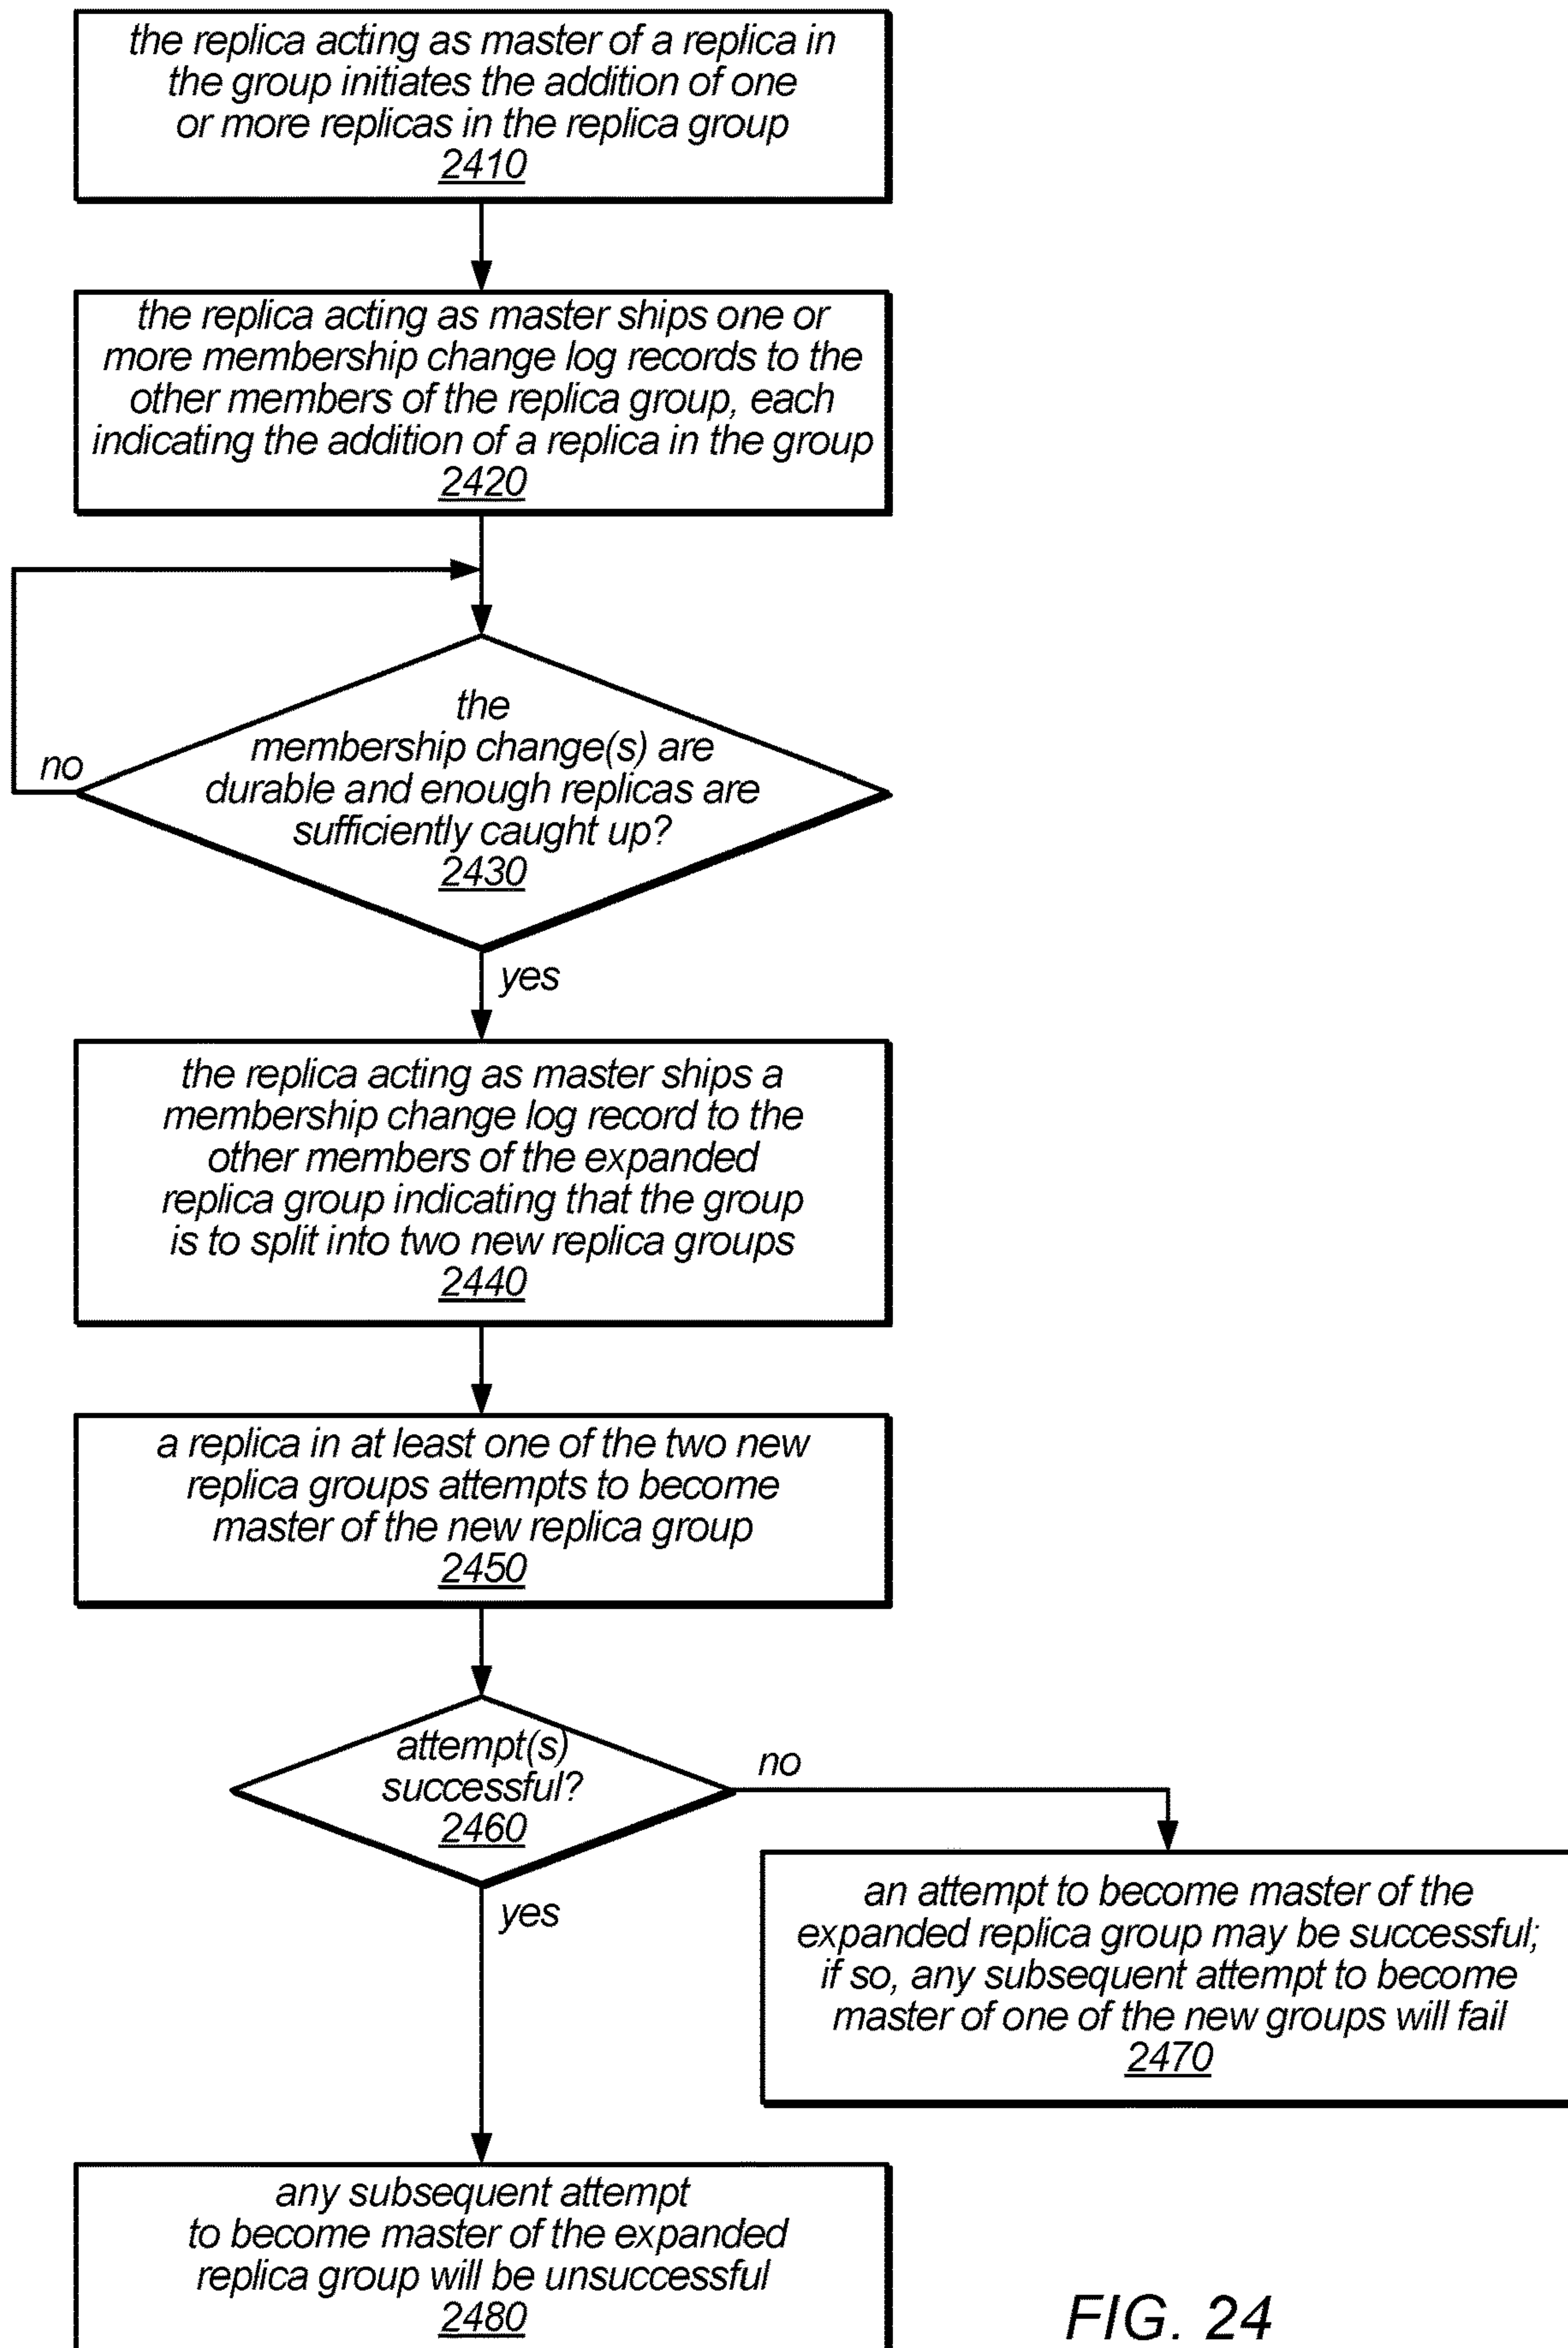 the replica acting as master of a replica in
the group initiates the addition of one
or more replicas in the replica group
2410
the replica acting as master ships one or
more membership change log records to the
other members of the replica group, each
indicating the addition of a replica in the group
2420
the
membership change(s) are
durable and enough replicas are
sufficiently caught up?
2430
no
yes
the replica acting as master ships a
membership change log record to the
other members of the expanded
replica group indicating that the group
is to split into two new replica groups
2440
a replica in at least one of the two new
replica groups attempts to become
master of the new replica group
2450
attempt(s)
successful?
2460
no
yes
an attempt to become master of the
expanded replica group may be successful;
if so, any subsequent attempt to become
master of one of the new groups will fail
2470
any subsequent attempt
to become master of the expanded
replica group will be unsuccessful
2480
FIG. 24